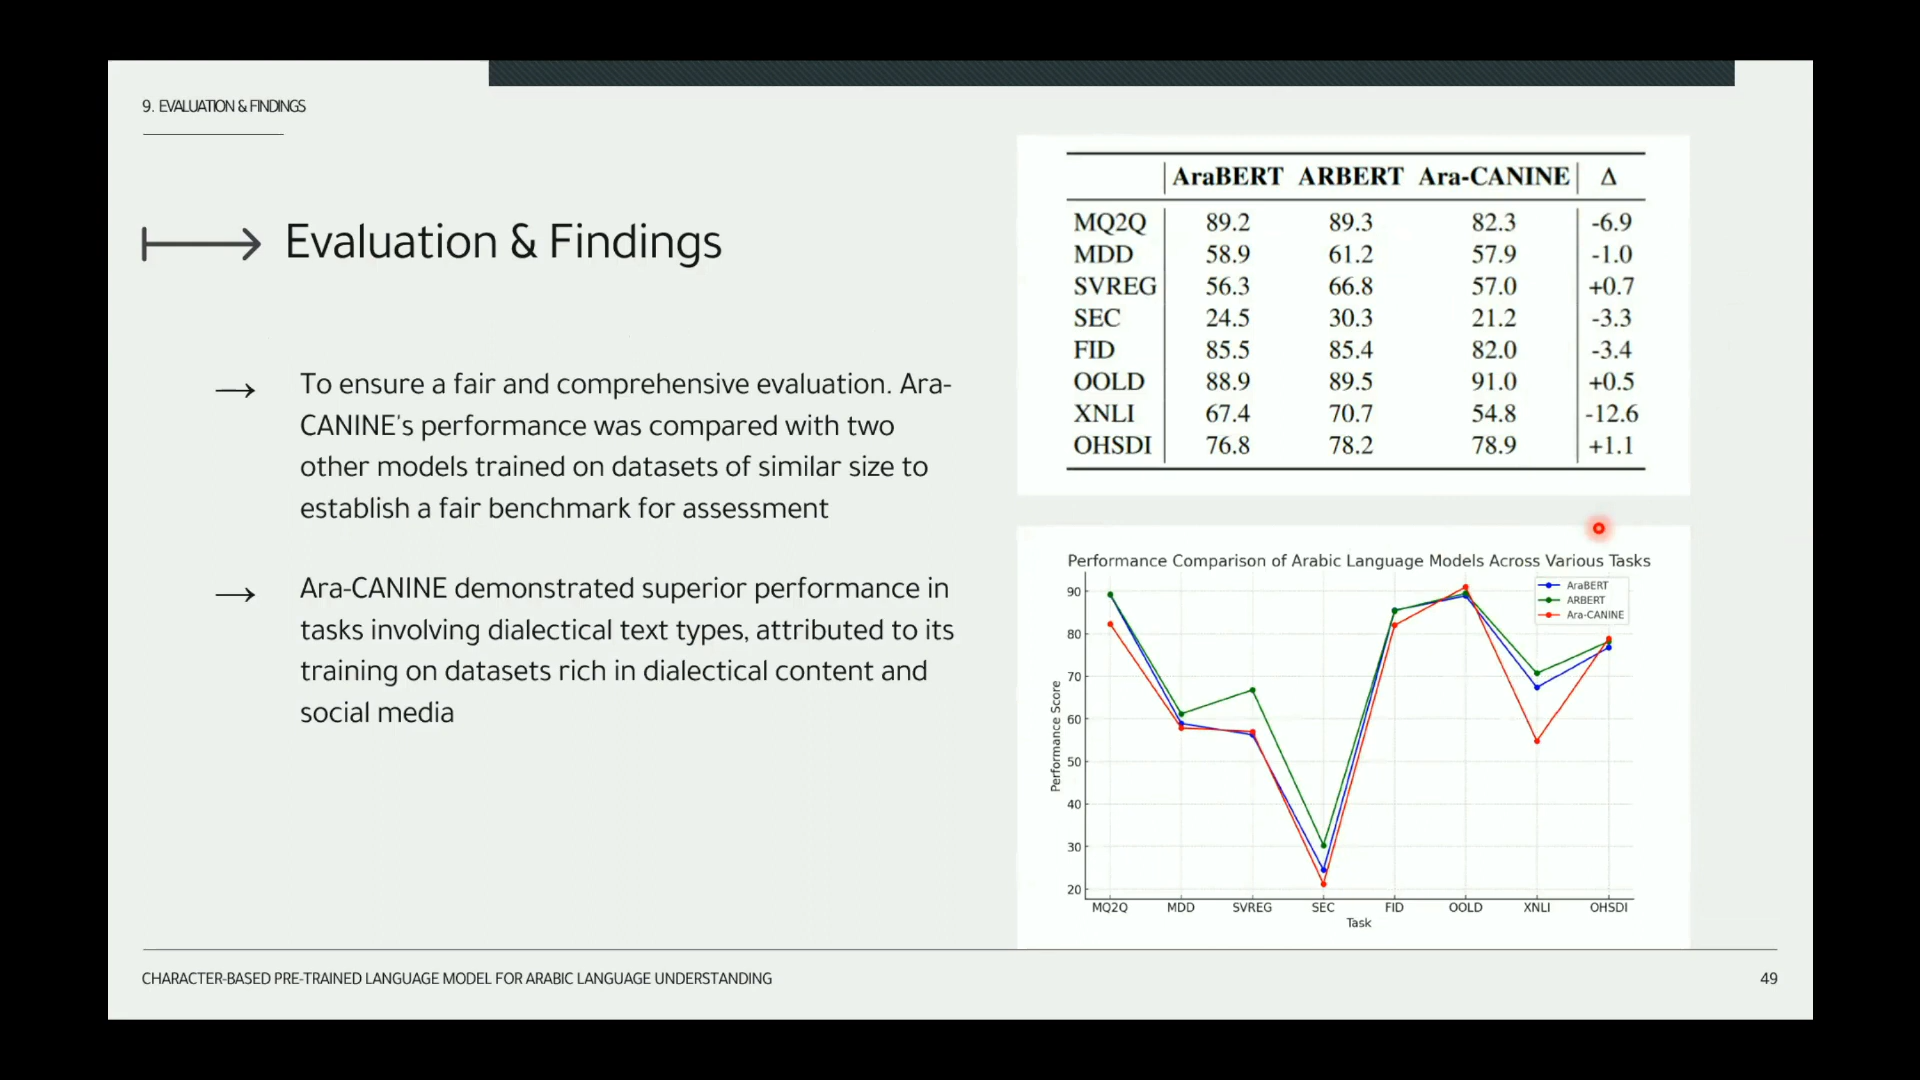 9. EVALUATION & FINDINGS
Evaluation & Findings
To ensure a fair and comprehensive evaluation. Ara-
CANINE's performance was compared with two
other models trained on datasets of similar size to
establish a fair benchmark for assessment
Ara-CANINE demonstrated superior performance in
tasks involving dialectical text types, attributed to its
training on datasets rich in dialectical content and
social media
AraBERT ARBERT Ara-CANINE Δ
MQ2Q 89.2 89.3 82.3 -6.9
MDD 58.9 61.2 57.9 -1.0
SVREG 56.3 66.8 57.0 +0.7
SEC 24.5 30.3 21.2 -3.3
FID 85.5 85.4 82.0 -3.4
OOLD 88.9 89.5 91.0 +0.5
XNLI 67.4 70.7 54.8 -12.6
OHSDI 76.8 78.2 78.9 +1.1
Performance Comparison of Arabic Language Models Across Various Tasks
AraBERT
ARBERT
Ara-CANINE
Performance Score
90
80
70
60
50
40
30
20
MQ2Q MDD SVREG SEC FID OOLD XNLI OHSDI
Task
CHARACTER-BASED PRE-TRAINED LANGUAGE MODEL FOR ARABIC LANGUAGE UNDERSTANDING
49